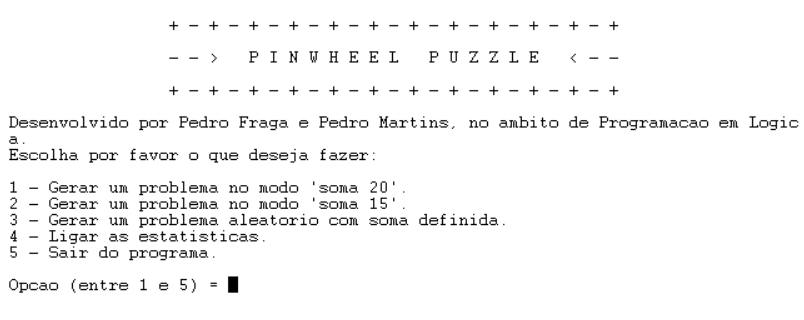 + - + - + - + - + - + - + - + - + - + - + - +
- - > P I N W H E E L   P U Z Z L E < - -
+ - + - + - + - + - + - + - + - + - + - + - +
Desenvolvido por Pedro Fraga e Pedro Martins, no ambito de Programacao em Logic
a.
Escolha por favor o que deseja fazer:
1 - Gerar um problema no modo 'soma 20'.
2 - Gerar um problema no modo 'soma 15'.
3 - Gerar um problema aleatorio com soma definida.
4 - Ligar as estatisticas.
5 - Sair do programa.
Opcao (entre 1 e 5) =